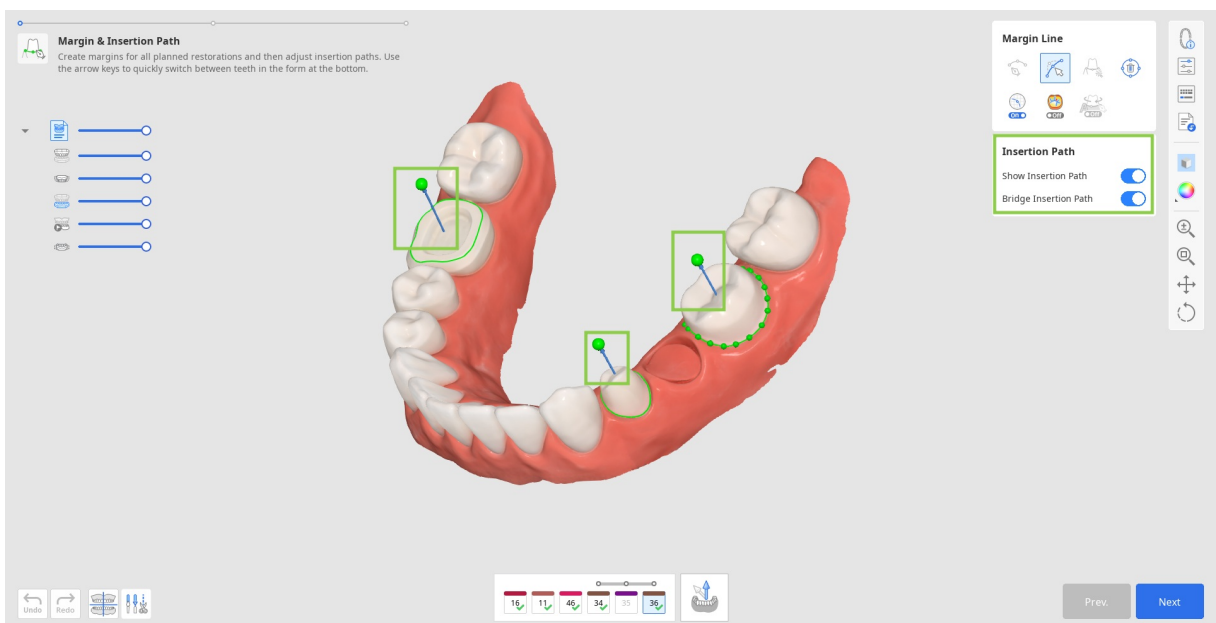 Margin & Insertion Path
Create margins for all planned restorations and then adjust insertion paths. Use
the arrow keys to quickly switch between teeth in the form at the bottom.
Margin Line
On
Off
Off
Insertion Path
Show Insertion Path
Bridge Insertion Path
Undo
Redo
16 11 46 34 35 36
Prev.
Next